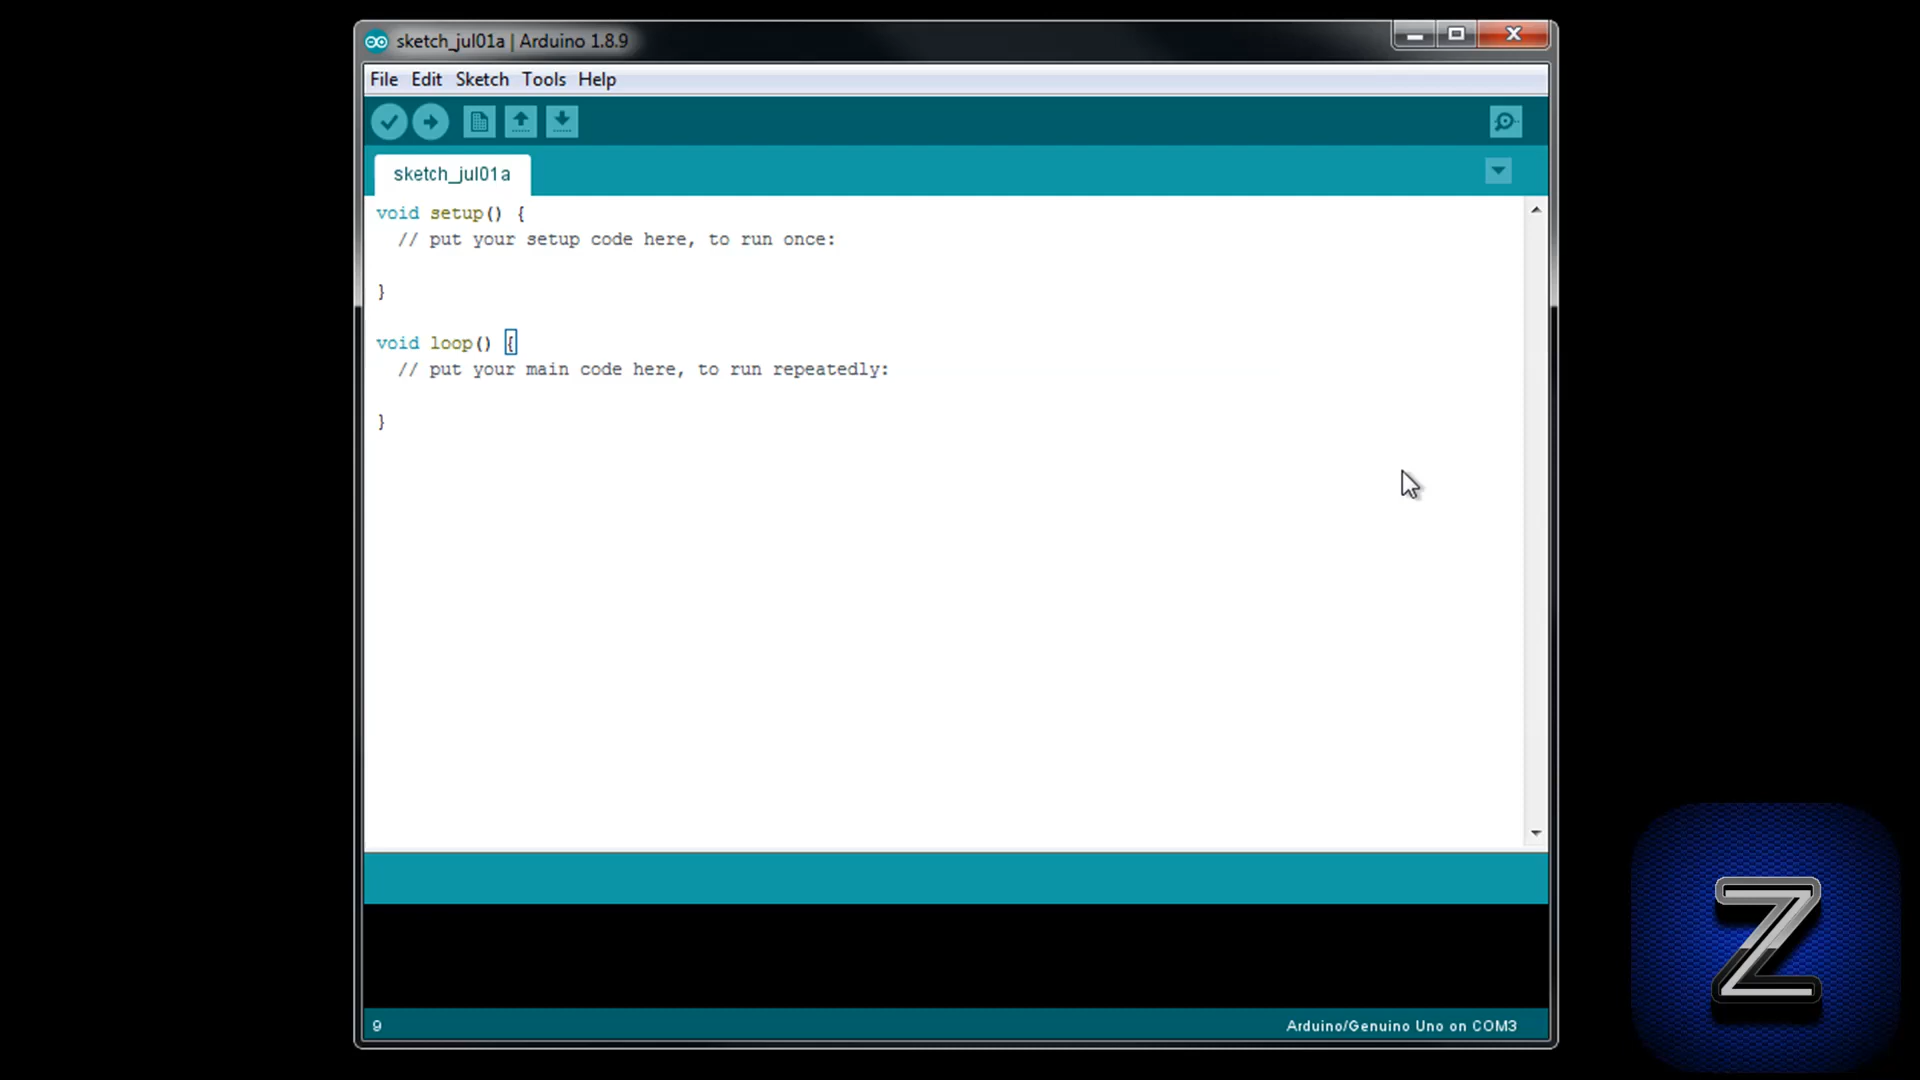 sketch_jul01a | Arduino 1.8.9
File Edit Sketch Tools Help
sketch_jul01a
void setup() {
  // put your setup code here, to run once:
}
void loop() {
  // put your main code here, to run repeatedly:
}
9
Arduino/Genuino Uno on COM3
Z